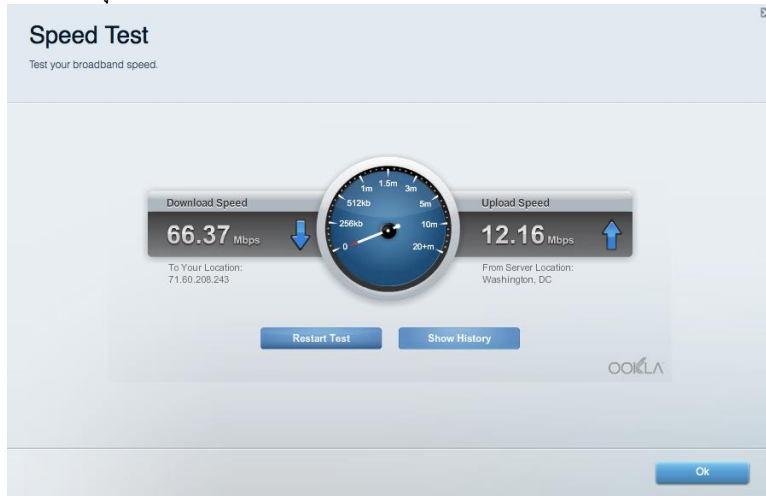 Speed Test
Test your broadband speed.
Download Speed
66.37 Mbps
To Your Location:
71.60.208.243
0
256kb
512kb
1m
1.5m
3m
5m
10m
20+m
Upload Speed
12.16 Mbps
From Server Location:
Washington, DC
Restart Test
Show History
OOKLA
Ok